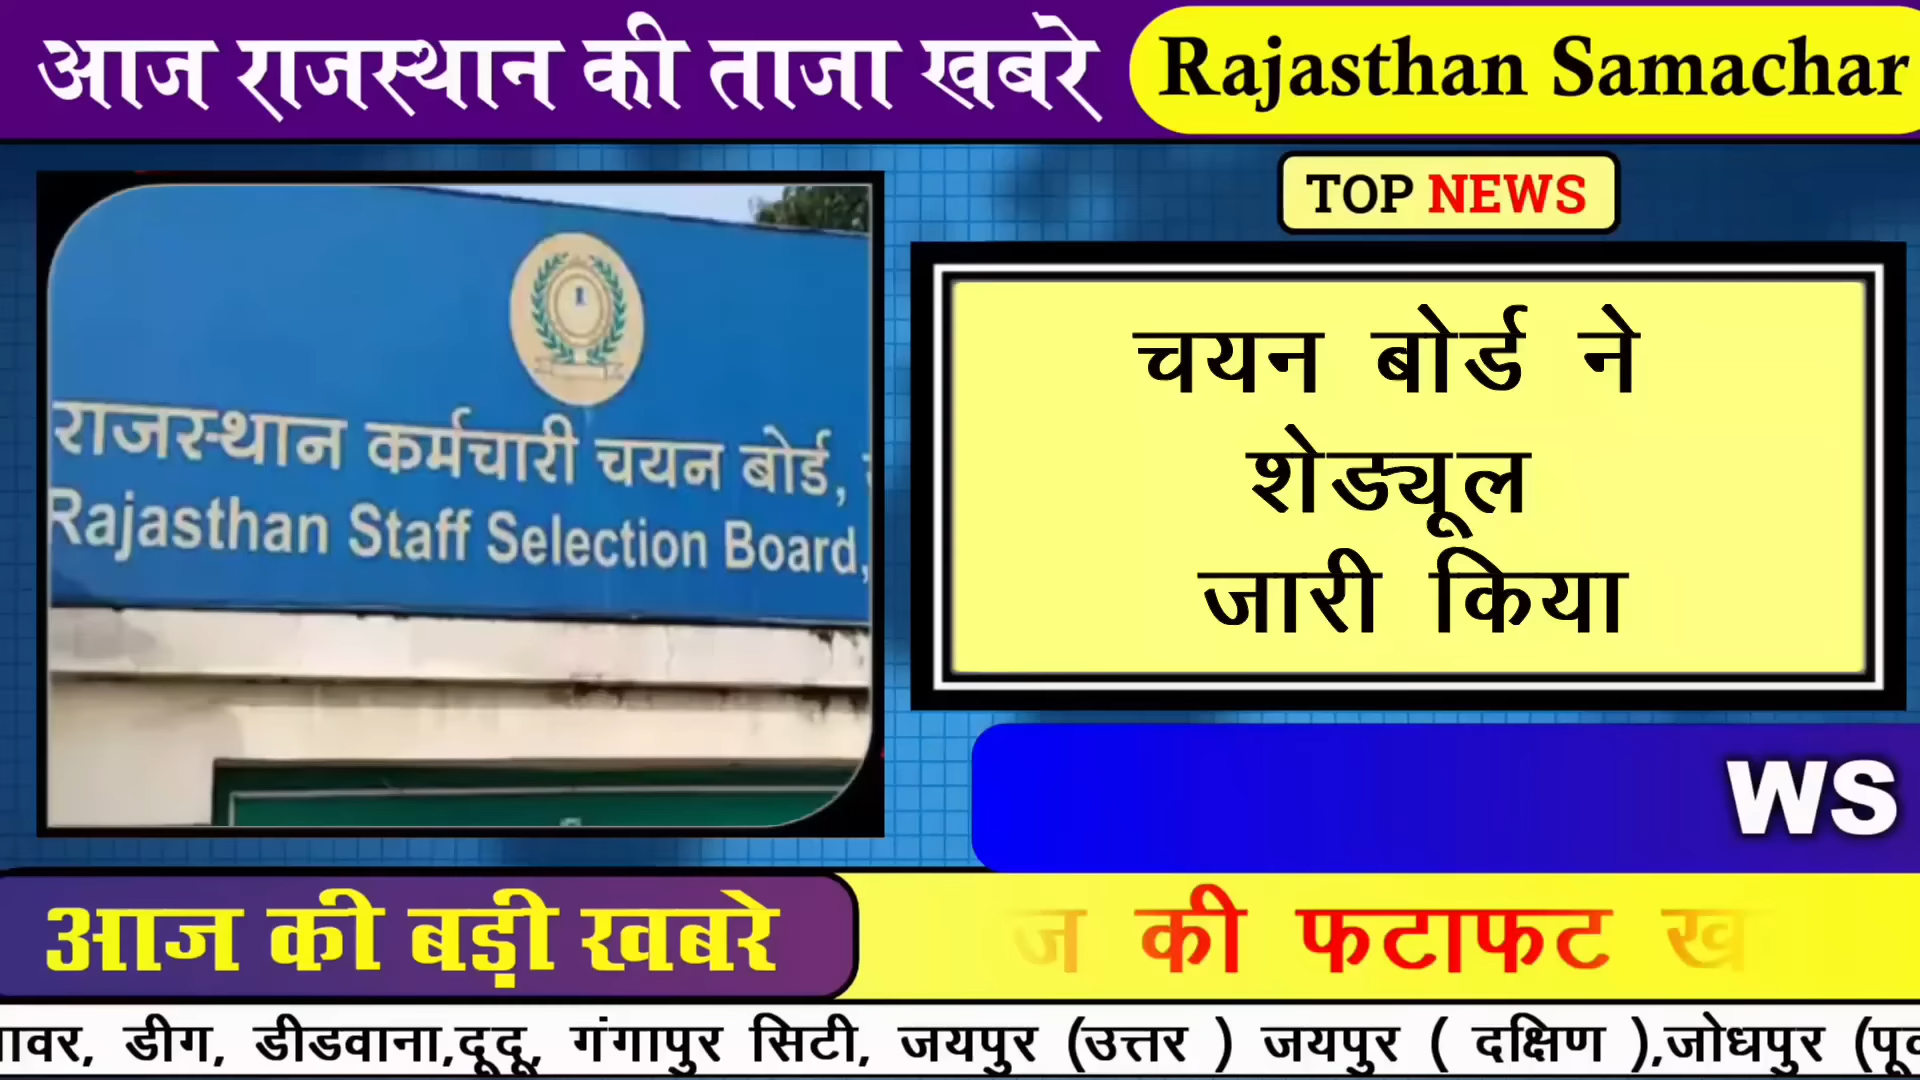 आज राजस्थान की ताजा खबरे
Rajasthan Samachar
TOP NEWS
राजस्थान कर्मचारी चयन बोर्ड,
Rajasthan Staff Selection Board,
चयन बोर्ड ने
शेड्यूल
जारी किया
WS
आज की बड़ी खबरे
की फटाफट
डीग, डीडवाना,दूदू, गंगापुर सिटी, जयपुर (उत्तर ) जयपुर ( दक्षिण ),जोधपुर